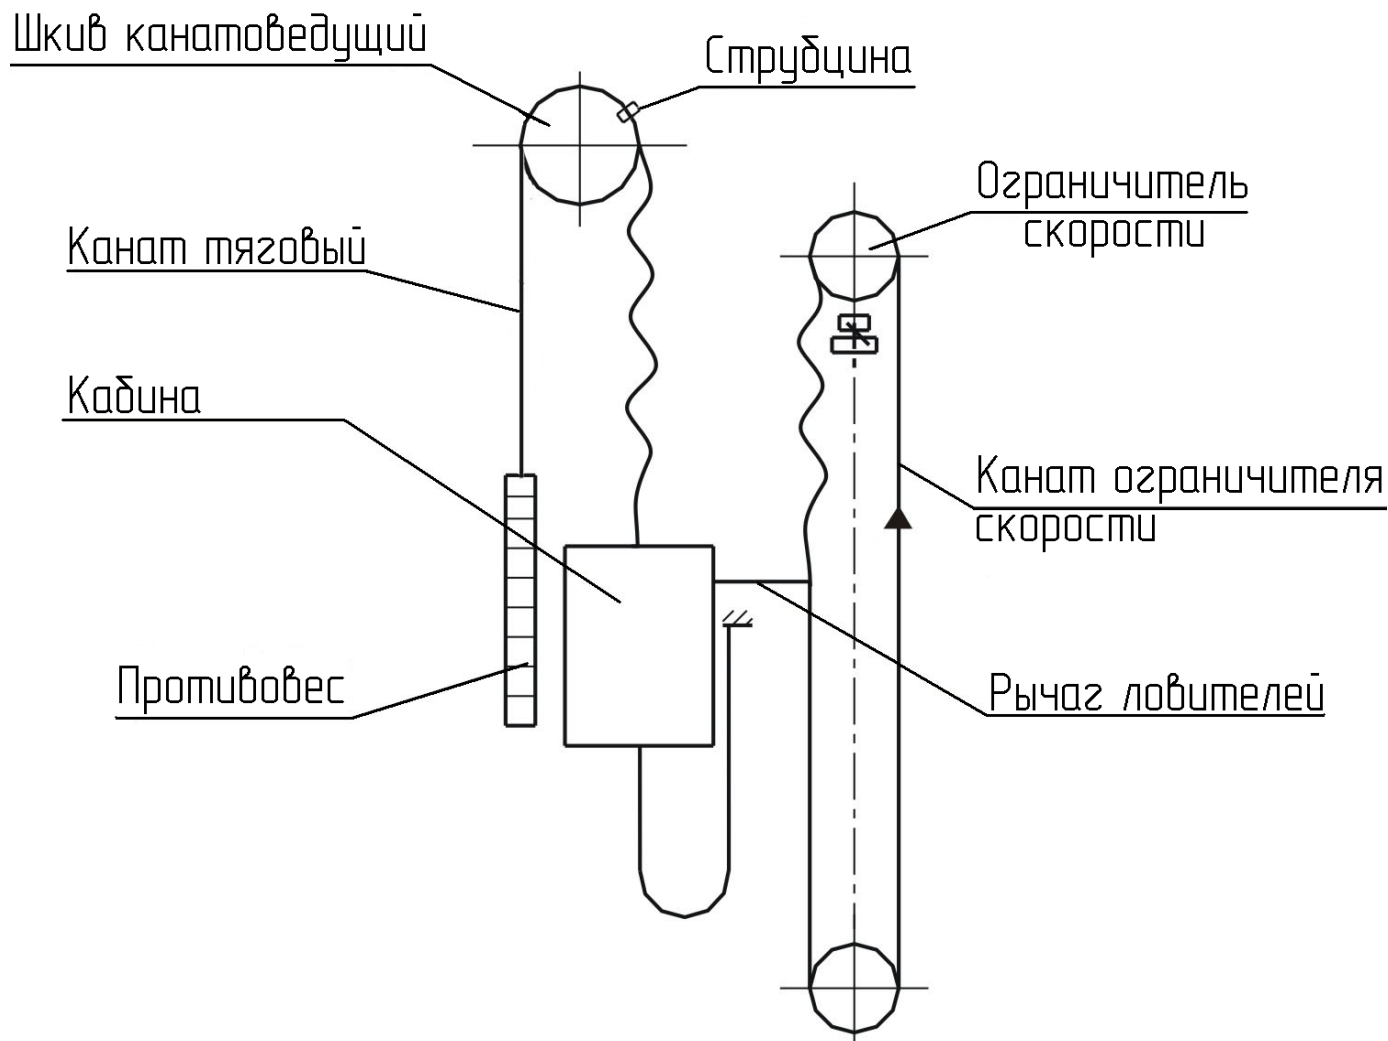 Шкив канатоведущий
Струбцина
Ограничитель
скорости
Канат тяговый
Кабина
Канат ограничителя
скорости
Противовес
Рычаг ловителей